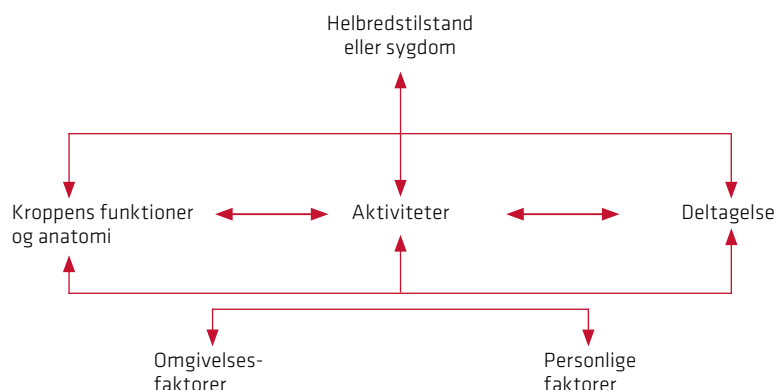 Helbredstilstand
eller sygdom
Kroppens funktioner
og anatomi
Aktiviteter
Deltagelse
Omgivelses-
faktorer
Personlige
faktorer